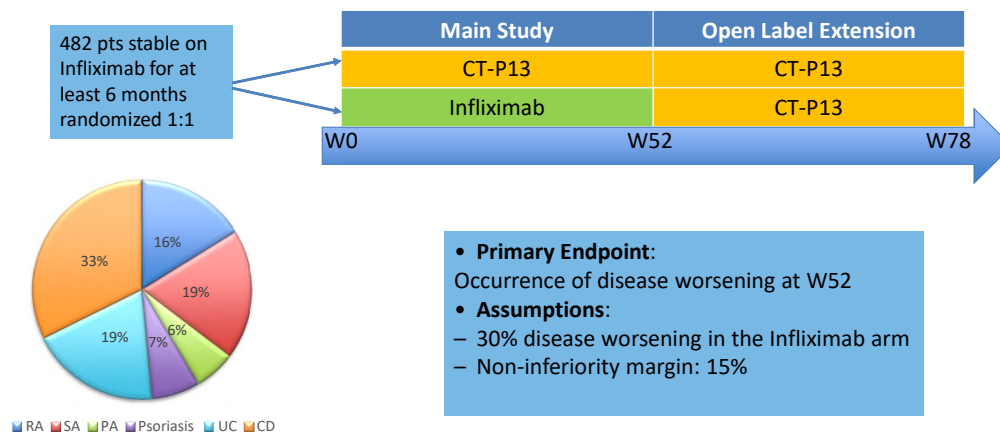 482 pts stable on
Infliximab for at
least 6 months
randomized 1:1
Main Study Open Label Extension
CT-P13 CT-P13
Infliximab CT-P13
W0 W52 W78
16%
33%
19%
19%
6%
7%
RA SA PA Psoriasis UC CD
• Primary Endpoint:
Occurrence of disease worsening at W52
• Assumptions:
– 30% disease worsening in the Infliximab arm
– Non-inferiority margin: 15%